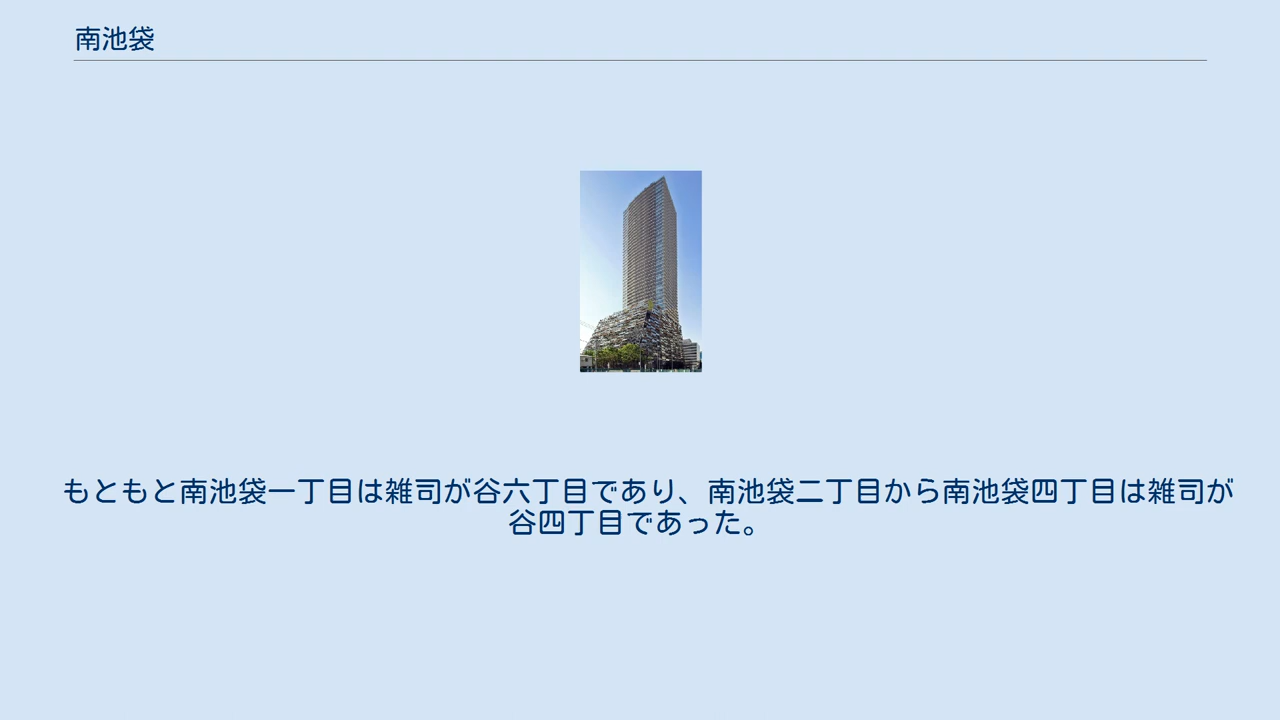 南池袋
もともと南池袋一丁目は雑司が谷六丁目であり、南池袋二丁目から南池袋四丁目は雑司が
谷四丁目であった。